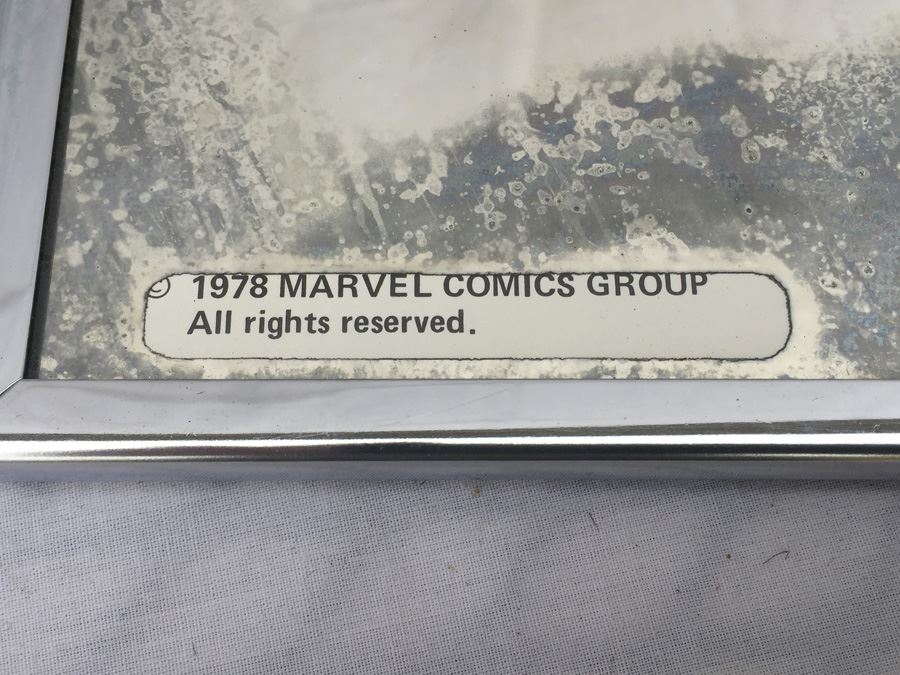 © 1978 MARVEL COMICS GROUP
All rights reserved.